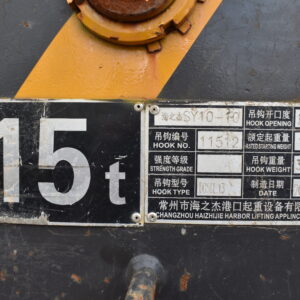 15t
海之杰 SY10-10 吊钩开口度
HOOK OPENING
吊钩编号 11512 额定起重量
HOOK NO. RATED STARTING WEIGHT
强度等级 吊钩重量
STRENGTH GRADE HOOK WEIGHT
吊钩型号 制造日期
HOOK TYPE DATE
常州市海之杰港口起重设备有限
CHANGZHOU HAIZHIJIE HARBOR LIFTING APPLIANC